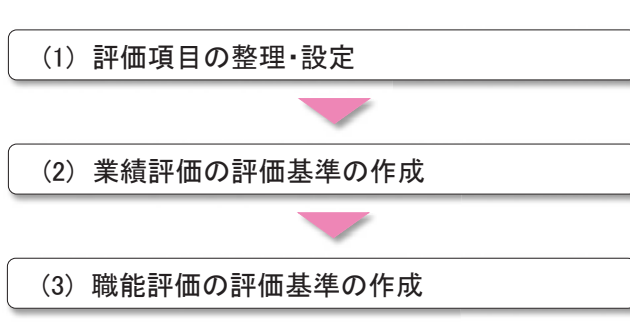 (1) 評価項目の整理・設定
(2) 業績評価の評価基準の作成
(3) 職能評価の評価基準の作成